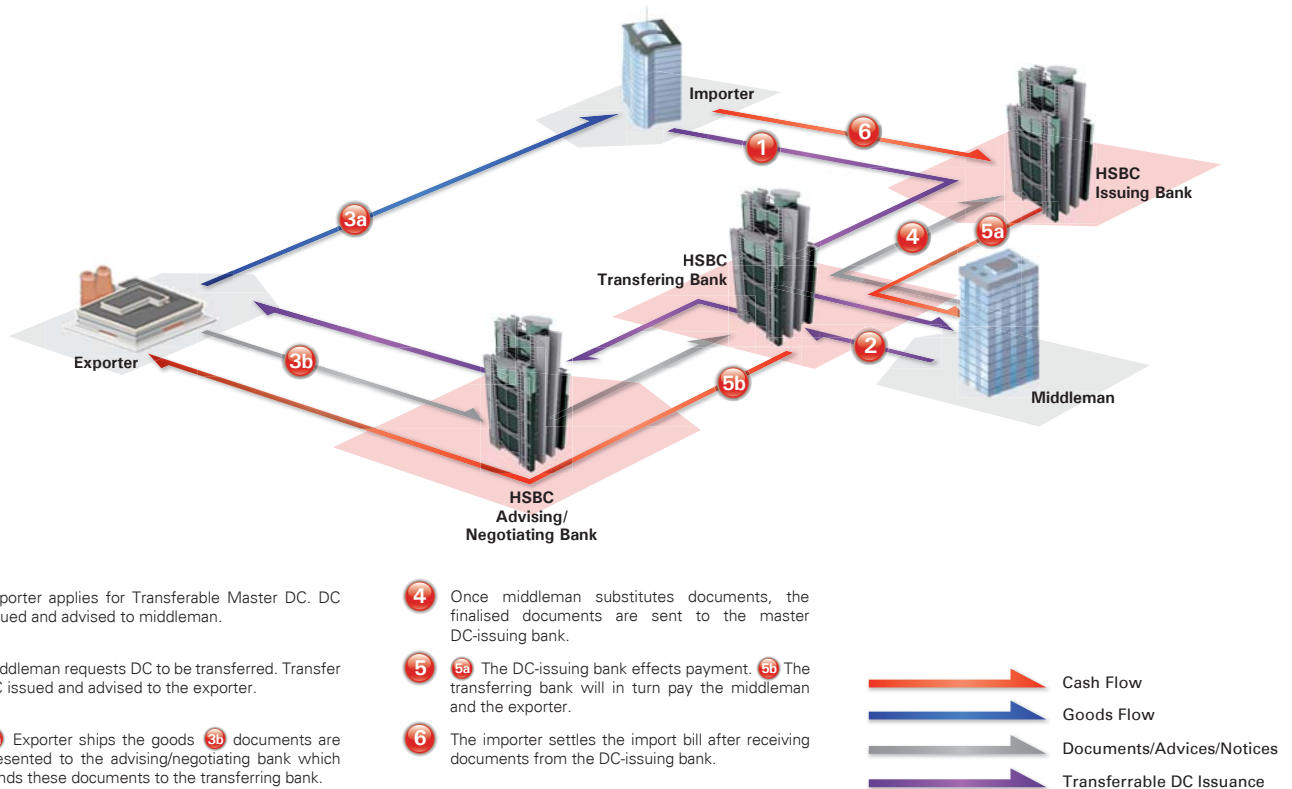 Importer
6
1
HSBC
Issuing Bank
3a
4
5a
HSBC
Transfering Bank
2
Exporter
3b
5b
Middleman
HSBC
Advising/
Negotiating Bank
porter applies for Transferable Master DC. DC
ued and advised to middleman.
ddleman requests DC to be transferred. Transfer
C issued and advised to the exporter.
Exporter ships the goods 3b documents are
esented to the advising/negotiating bank which
nds these documents to the transferring bank.
4 Once middleman substitutes documents, the
finalised documents are sent to the master
DC-issuing bank.
5 5a The DC-issuing bank effects payment. 5b The
transferring bank will in turn pay the middleman
and the exporter.
6 The importer settles the import bill after receiving
documents from the DC-issuing bank.
Cash Flow
Goods Flow
Documents/Advices/Notices
Transferrable DC Issuance